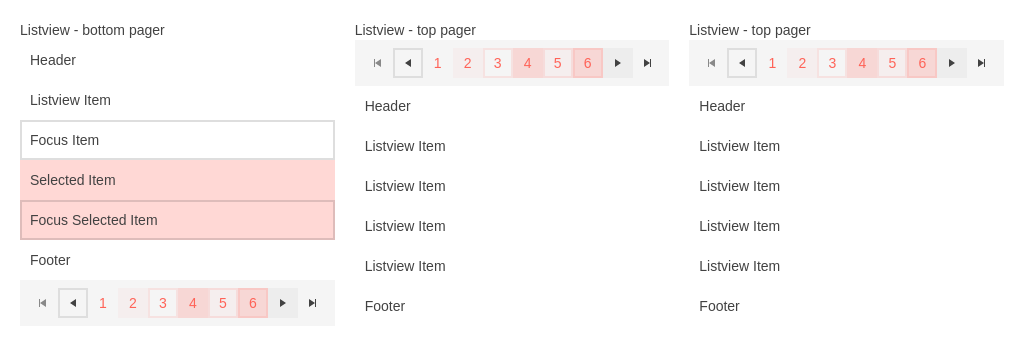 Listview - bottom pager
Header
Listview Item
Focus Item
Selected Item
Focus Selected Item
Footer
1 2 3 4 5 6
Listview - top pager
1 2 3 4 5 6
Header
Listview Item
Listview Item
Listview Item
Listview Item
Footer
Listview - top pager
1 2 3 4 5 6
Header
Listview Item
Listview Item
Listview Item
Listview Item
Footer